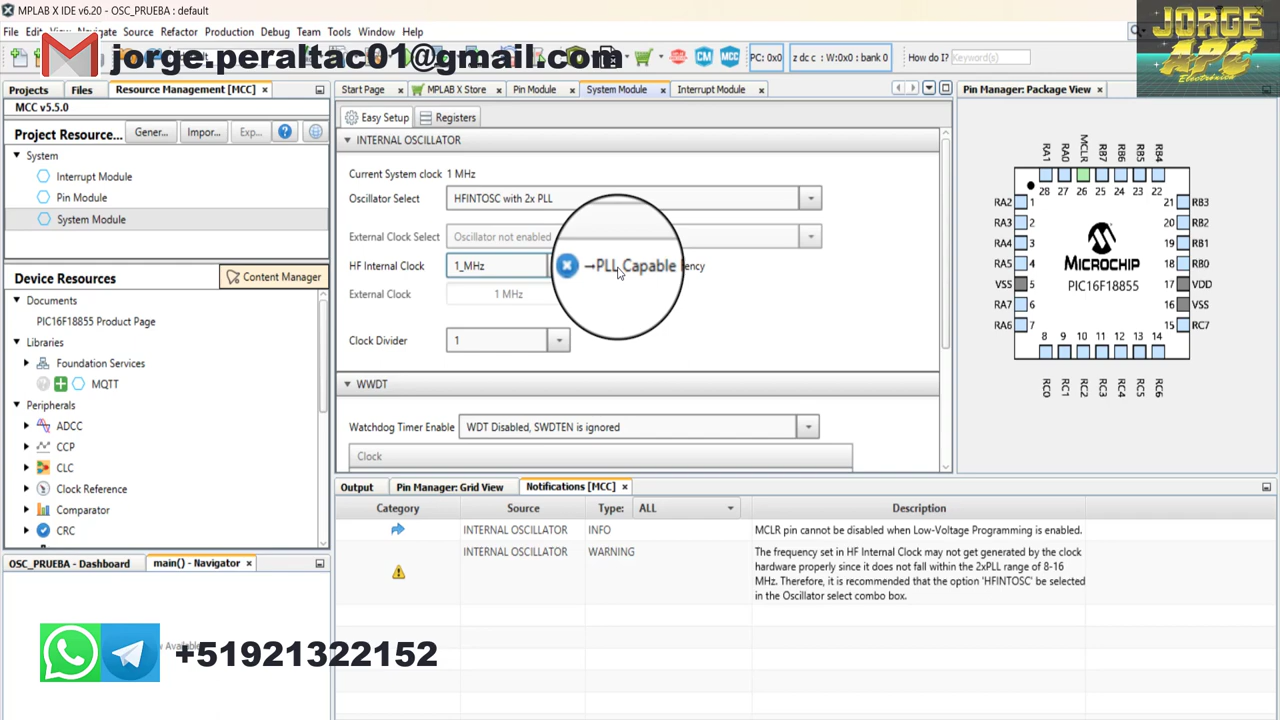 MPLAB X IDE v6.20 - OSC_PRUEBA : default
File Edit View Navigate Source Refactor Production Debug Team Tools Window Help
jorge.peraltac01@gmail.com
PC: 0x0
z dc c : W:0x0 : bank 0
How do I?
Keyword(s)
JORGE
APC
Electrónica
Projects
Files
Resource Management [MCC]
MCC v5.5.0
Project Resource...
Gener...
Impor...
Exp...
System
Interrupt Module
Pin Module
System Module
Device Resources
Content Manager
Documents
PIC16F18855 Product Page
Libraries
Foundation Services
MQTT
Peripherals
ADCC
CCP
CLC
Clock Reference
Comparator
CRC
Start Page
MPLAB X Store
Pin Module
System Module
Interrupt Module
Easy Setup
Registers
INTERNAL OSCILLATOR
Current System clock 1 MHz
Oscillator Select
HFINTOSC with 2x PLL
External Clock Select
Oscillator not enabled
HF Internal Clock
1_MHz
→PLL Capable
External Clock
1 MHz
Clock Divider
1
WWDT
Watchdog Timer Enable
WDT Disabled, SWDTEN is ignored
Clock
Pin Manager: Package View
RA1 RA0 MCLR RB7 RB6 RB5 RB4
28 27 26 25 24 23 22
RA2 1 21 RB3
RA3 2 20 RB2
RA4 3 19 RB1
RA5 4 18 RB0
VSS 5 17 VDD
RA7 6 16 VSS
RA6 7 15 RC7
MICROCHIP
PIC16F18855
8 9 10 11 12 13 14
RC0 RC1 RC2 RC3 RC4 RC5 RC6
Output
Pin Manager: Grid View
Notifications [MCC]
Category
Source
Type:
ALL
Description
INTERNAL OSCILLATOR
INFO
MCLR pin cannot be disabled when Low-Voltage Programming is enabled.
INTERNAL OSCILLATOR
WARNING
The frequency set in HF Internal Clock may not get generated by the clock
hardware properly since it does not fall within the 2xPLL range of 8-16
MHz. Therefore, it is recommended that the option 'HFINTOSC' be selected
in the Oscillator select combo box.
OSC_PRUEBA - Dashboard
main() - Navigator
+51921322152